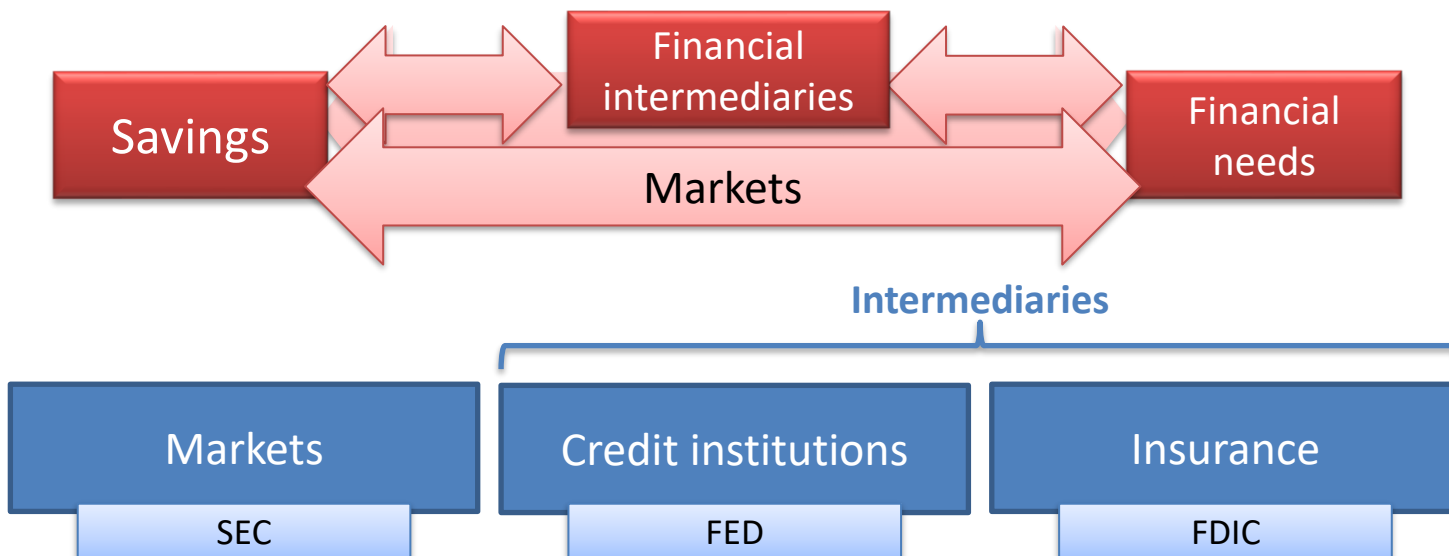 Financial
intermediaries
Savings
Financial
needs
Markets
Intermediaries
Markets
Credit institutions
Insurance
SEC
FED
FDIC